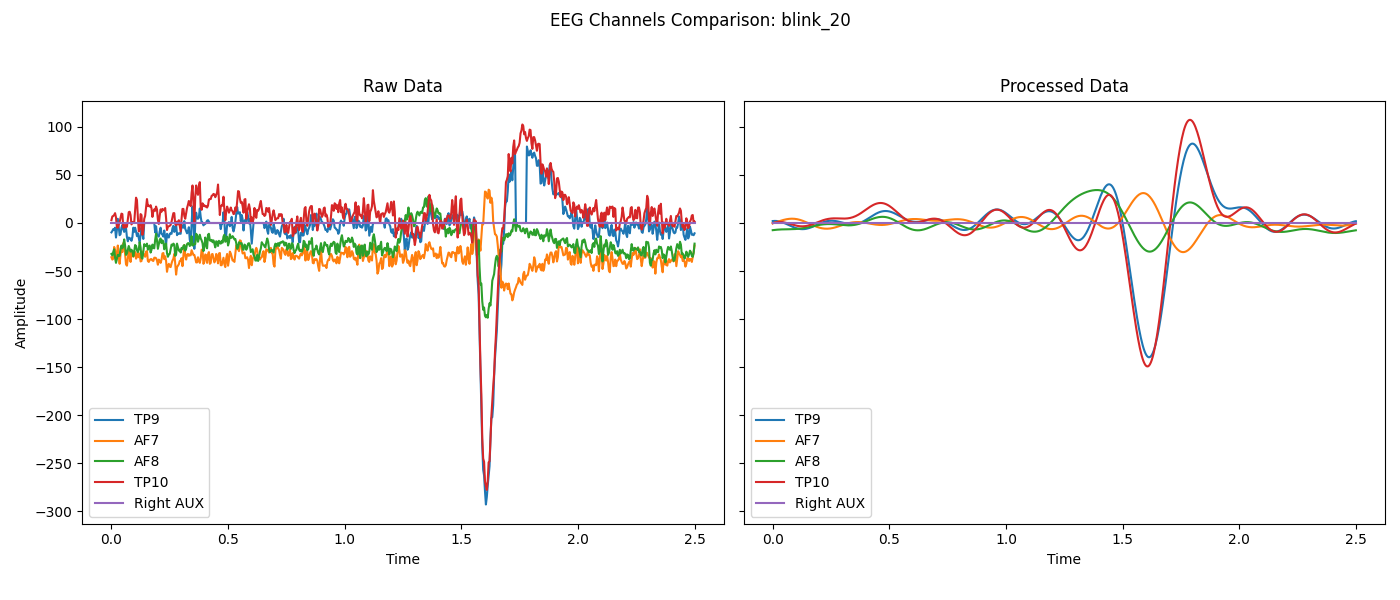 EEG Channels Comparison: blink_20
Raw Data
Amplitude
100
50
0
−50
−100
−150
−200
−250
−300
TP9
AF7
AF8
TP10
Right AUX
0.0 0.5 1.0 1.5 2.0 2.5
Time
Processed Data
TP9
AF7
AF8
TP10
Right AUX
0.0 0.5 1.0 1.5 2.0 2.5
Time